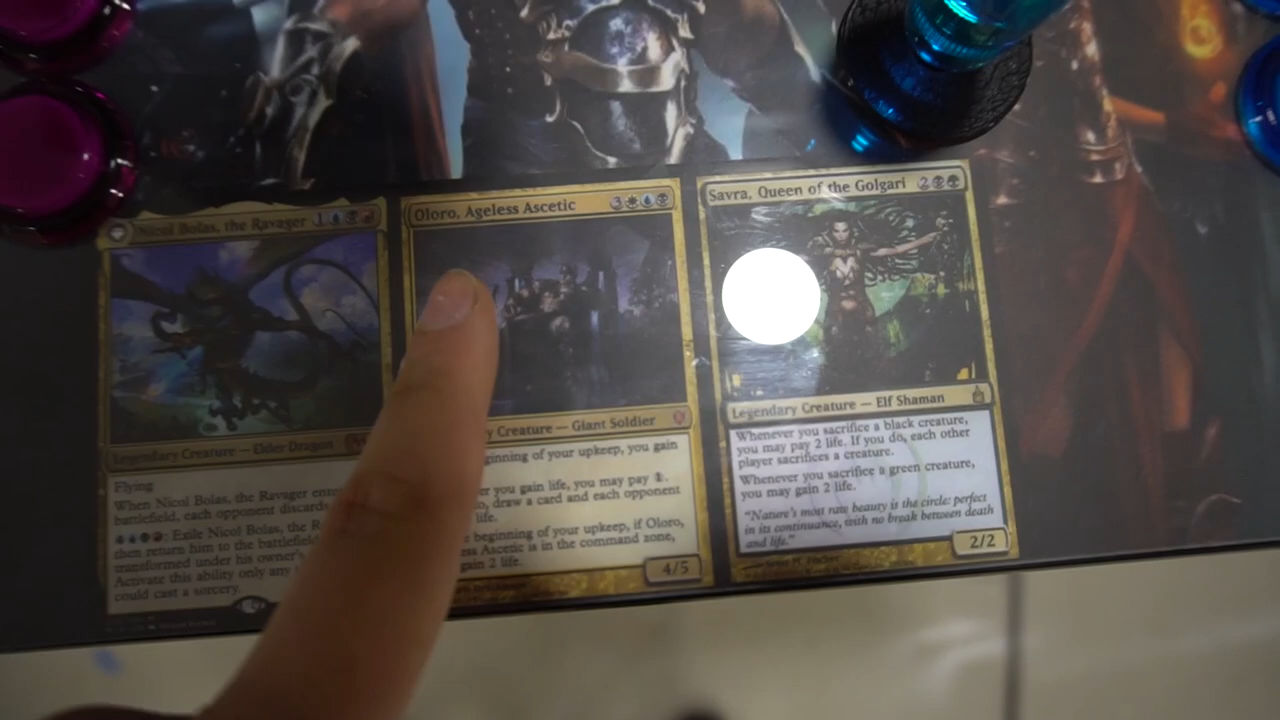 Nicol Bolas, the Ravager 1
Legendary Creature — Elder Dragon
Flying
When Nicol Bolas, the Ravager
battlefield, each opponent discards
: Exile Nicol Bolas, the
then return him to the battlefield
transformed under his owner's
Activate this ability only any
could cast a sorcery.
Oloro, Ageless Ascetic 3
Creature — Giant Soldier
of your upkeep, you gain
you gain life, you may pay 1.
draw a card and each opponent
life.
beginning of your upkeep, if Oloro,
Ascetic is in the command zone,
gain 2 life.
4/5
Savra, Queen of the Golgari 2
Legendary Creature — Elf Shaman
Whenever you sacrifice a black creature,
you may pay 2 life. If you do, each other
player sacrifices a creature.
Whenever you sacrifice a green creature,
you may gain 2 life.
"Nature's most raw beauty is the circle: perfect
in its continuance, with no break between death
and life."
2/2